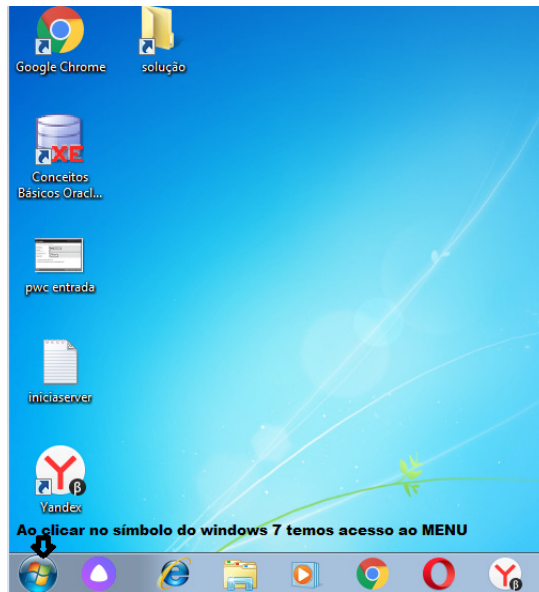 Google Chrome
solução
XE
Conceitos
Básicos Oracl...
pwc entrada
iniciaserver
β
Yandex
Ao clicar no símbolo do windows 7 temos acesso ao MENU
β